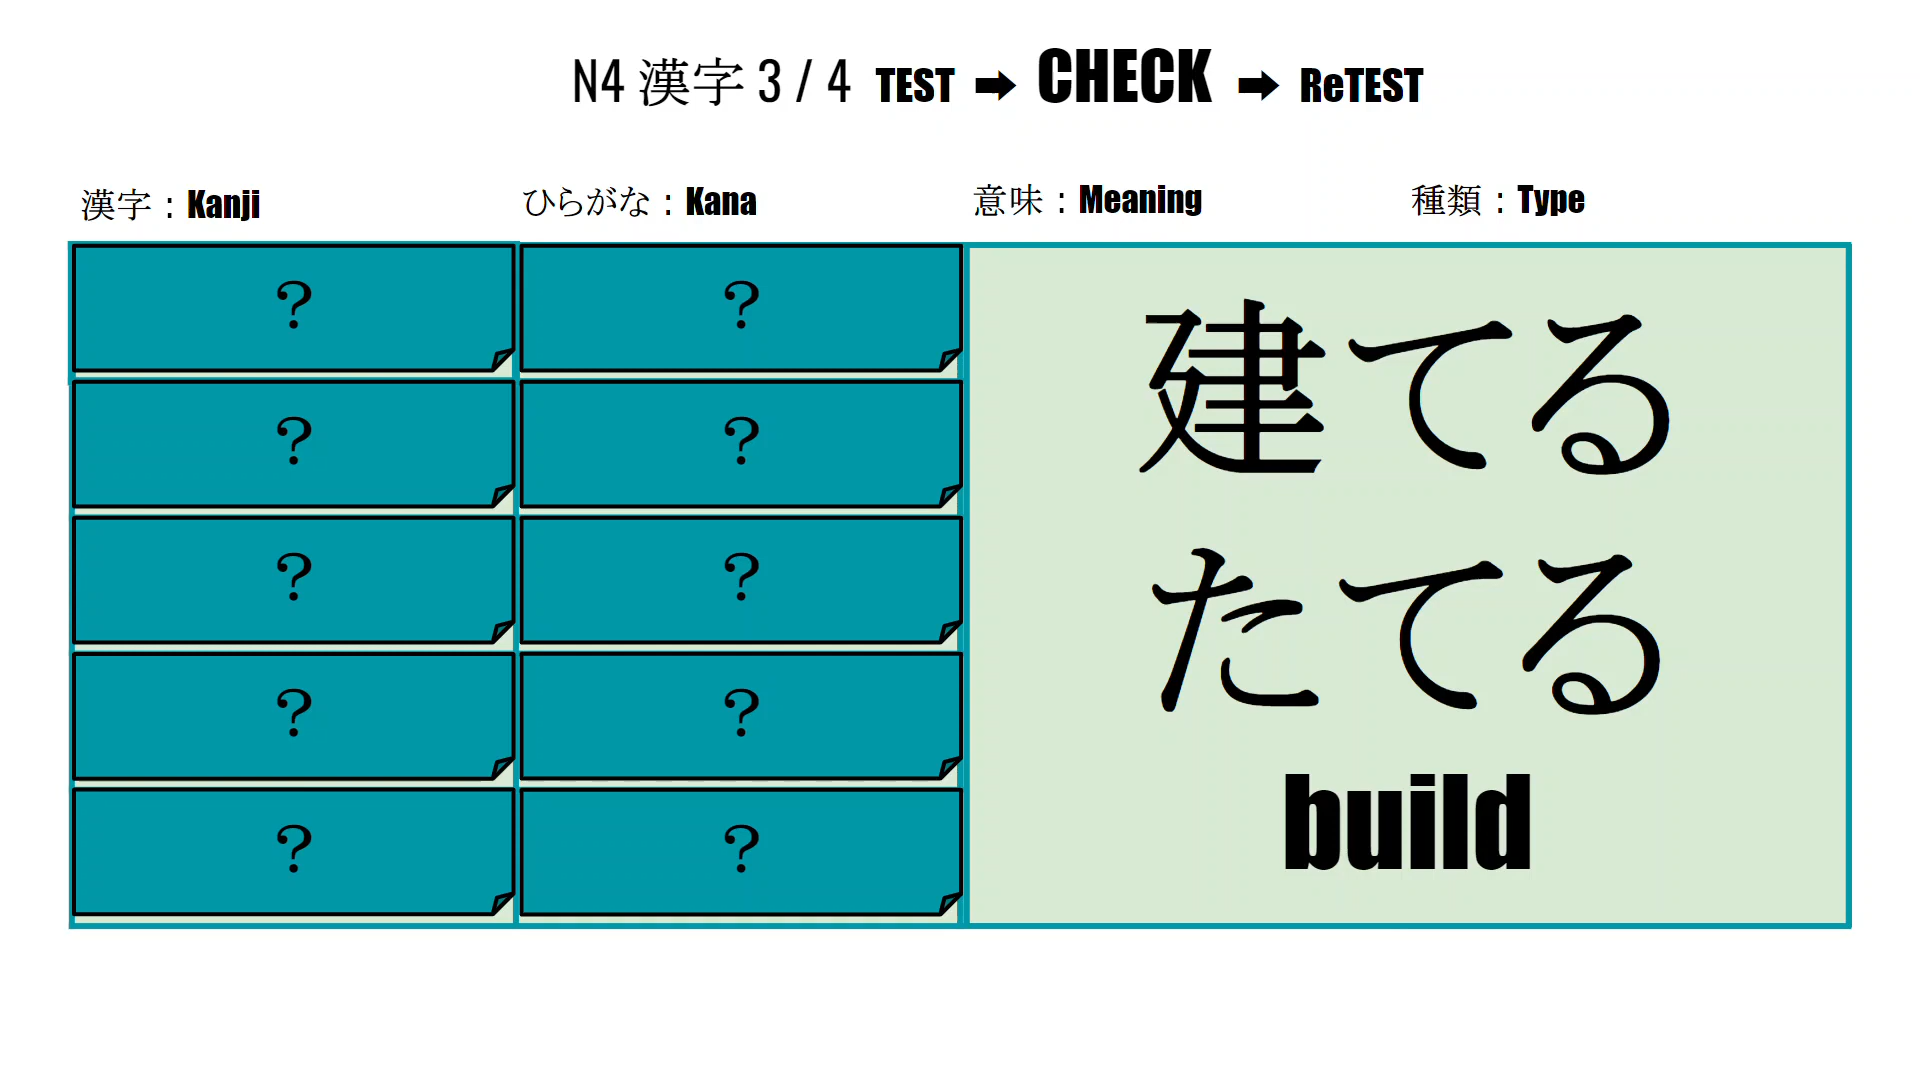 N4 漢字 3 / 4 TEST ➡ CHECK ➡ ReTEST
漢字：Kanji ひらがな：Kana 意味：Meaning 種類：Type
? ?
? ?
? ?
? ?
? ?
建てる
たてる
build